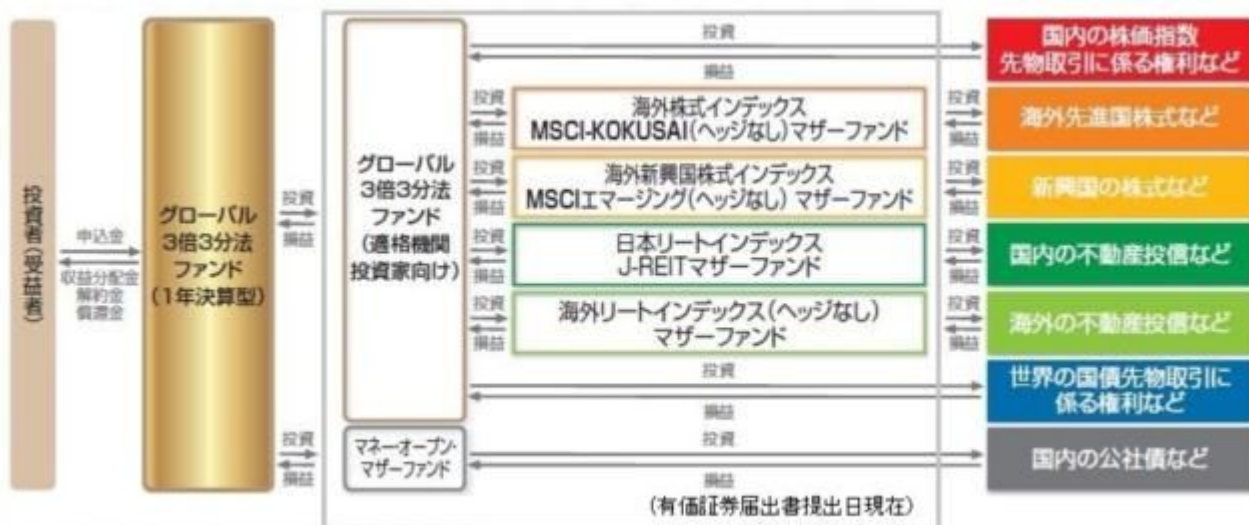 投資者(受益者)
申込金
収益分配金
解約金
償還金
グローバル
3倍3分法
ファンド
(1年決算型)
投資
損益
投資
損益
グローバル
3倍3分法
ファンド
(適格機関
投資家向け)
マネーオープン・
マザーファンド
投資
損益
国内の株価指数
先物取引に係る権利など
投資
損益
海外株式インデックス
MSCI-KOKUSAI(ヘッジなし)マザーファンド
投資
損益
海外先進国株式など
投資
損益
海外新興国株式インデックス
MSCIエマージング(ヘッジなし) マザーファンド
投資
損益
新興国の株式など
投資
損益
日本リートインデックス
J-REITマザーファンド
投資
損益
国内の不動産投信など
投資
損益
海外リートインデックス(ヘッジなし)
マザーファンド
投資
損益
海外の不動産投信など
投資
損益
世界の国債先物取引に
係る権利など
投資
損益
国内の公社債など
(有価証券届出書提出日現在)